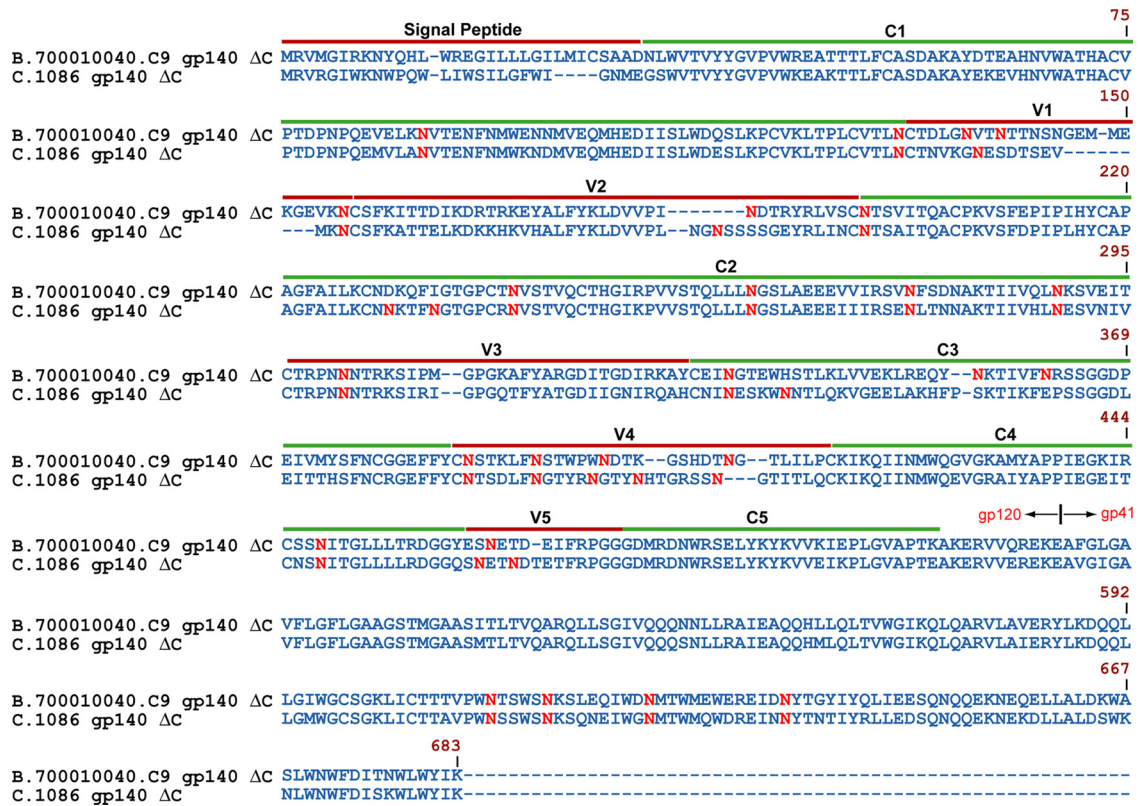 Signal Peptide C1 75
B.700010040.C9 gp140 ΔC MRVMGIRKNYQHL-WREGILLLGILMICSAADNLWVTVYYGVPVWREATTTLFCASDAKAYDTEAHNVWATHACV
C.1086 gp140 ΔC MRVRGIWKNWPQW-LIWSILGFWI----GNMEGSWVTVYYGVPVWKEAKTTLFCASDAKAYEKEVHNVWATHACV
150
V1
PTDPNPQEVELKNVTENFNMWENNMVEQMHEDIISLWDQSLKPCVKLTPLCVTLNCTDLGNVTNTTNSNGEMM-ME
B.700010040.C9 gp140 ΔC
C.1086 gp140 ΔC PTDPNPQEMVLANVTENFNMWKNDMVEQMHEDIISLWDESLKPCVKLTPLCVTLNCTNVKGNESDTSEV------
220
V2
B.700010040.C9 gp140 ΔC KGEVKNCSFKITTDIKDRTRKEYALFYKLDVVPI-------NDTRYRLVSCNTSVITQACPKVSFEPIPIHYCAP
C.1086 gp140 ΔC ---MKNCSFKATTELKDKKHKVHALFYKLDVVPL--NGNSSSSGEYRLINCNTSAITQACPKVSFDPIPLHYCAP
295
C2
B.700010040.C9 gp140 ΔC AGFAILKCNDKQFIGTGPCTNVSTVQCTHGIRPVVSTQLLLNGSLAEEEVVIRSVNFSDNAKTIIVQLNKSVEIT
C.1086 gp140 ΔC AGFAILKCNNKTFNGTGPCRNVSTVQCTHGIKPVVSTQLLLNGSLAEEEIIIRSENLTNNAKTIIVHLNESVNIV
369
V3 C3
B.700010040.C9 gp140 ΔC CTRPNNNTRKSIPM--GPGKAFYARGDITGDIRKAYCEINGTEWHSTLKLVVEKLREQY--NKTIVFNRSSGGDP
C.1086 gp140 ΔC CTRPNNNTRKSIRI--GPGQTFYATGDIIGNIRQAHCNINESKWNNTLQKVGEELAKHFP-SKTIKFEPSSGGDL
444
V4 C4
B.700010040.C9 gp140 ΔC EIVMYSFNCGGEFFYCNSTKLFNSTWPWNDTK--GSHDTNG--TLILPCKIKQIINMWQGVGKAMYAPPIEGKIR
C.1086 gp140 ΔC EITTHSFNCRGEFFYCNTSDLFNGTYRNGTYNHTGRSSN---GTITLQCKIKQIINMWQEVGRAIYAPPIEGEIT
V5 C5 gp120 gp41
B.700010040.C9 gp140 ΔC CSSNITGLLLTRDGGYESNETD-EIFRPGGGDMRDNWRSELYKYKVVKIEPLGVAPTKAKERVVQREKEAFGLGA
C.1086 gp140 ΔC CNSNITGLLLLRDGGQSNETNDTETFRPGGGDMRDNWRSELYKYKVVEIKPLGVAPTEAKERVVEREKEAVGIGA
592
B.700010040.C9 gp140 ΔC VFLGFLGAAGSTMGAASITLTVQARQLLSGIVQQQNNLLRAIEAQQHLLQLTVWGIKQLQARVLAVERYLKDQQL
C.1086 gp140 ΔC VFLGFLGAAGSTMGAASMTLTVQARQLLSGIVQQQSNLLRAIEAQQHMLQLTVWGIKQLQARVLAIERYLKDQQL
667
B.700010040.C9 gp140 ΔC LGIWGCSGKLICTTTVPWNTSWSNKSLEQIWDNMTWMEWEREIDNYTGYIYQLIEESQNQQEKNEQELLALDKWA
C.1086 gp140 ΔC LGMWGCSGKLICTTAVPWNSSWSNKSQNEIWGNMTWMQWDREINNYTNTIYRLLEDSQNQQEKNEKDLLALDSWK
683
B.700010040.C9 gp140 ΔC SLWNWFDITNWLWYIK-----------------------------------------------------------
C.1086 gp140 ΔC NLWNWFDISKWLWYIK-----------------------------------------------------------